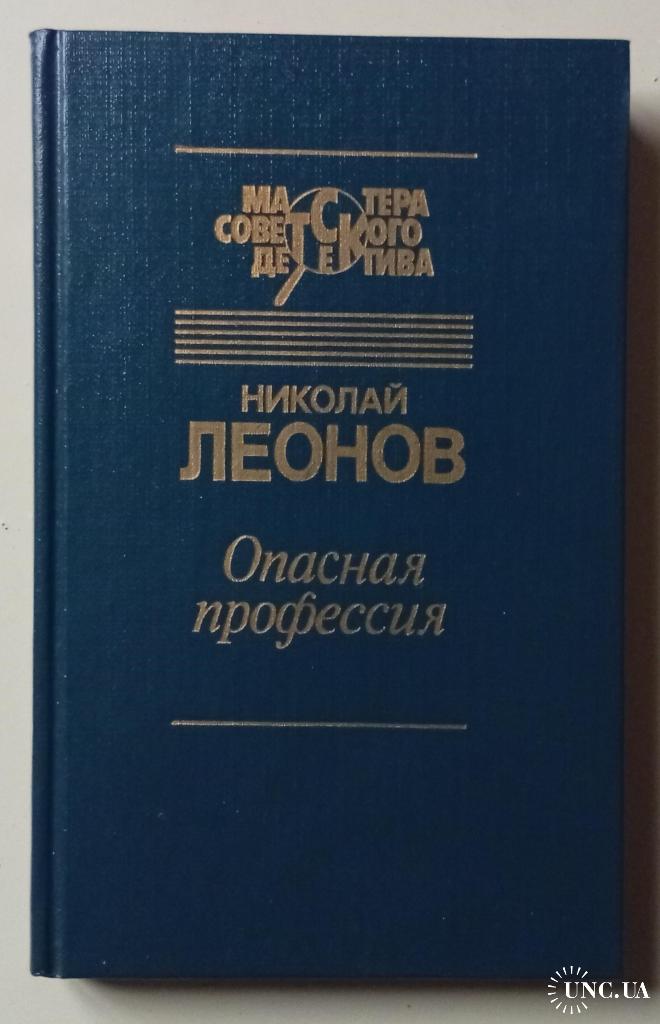 МАСТЕРА
СОВЕТСКОГО
ДЕТЕКТИВА
НИКОЛАЙ
ЛЕОНОВ
Опасная
профессия
UNC.UA